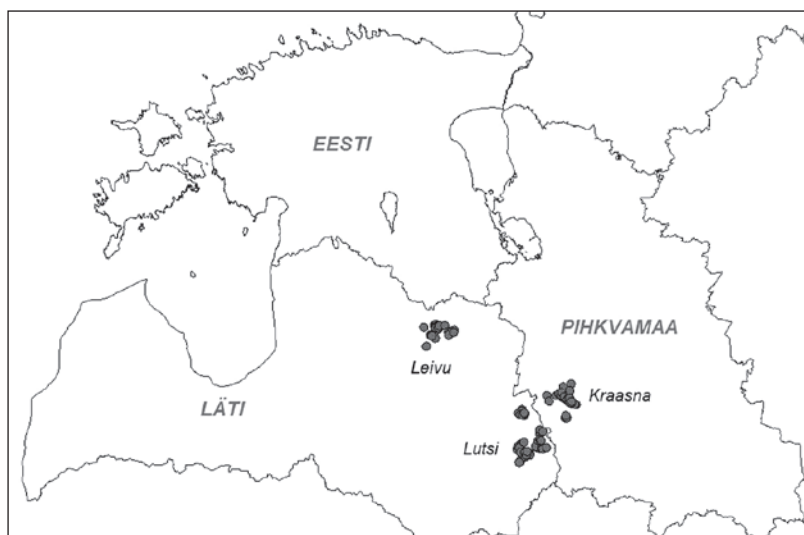 EESTI
PIHKVAMAA
Leivu
Kraasna
LÄTI
Lutsi